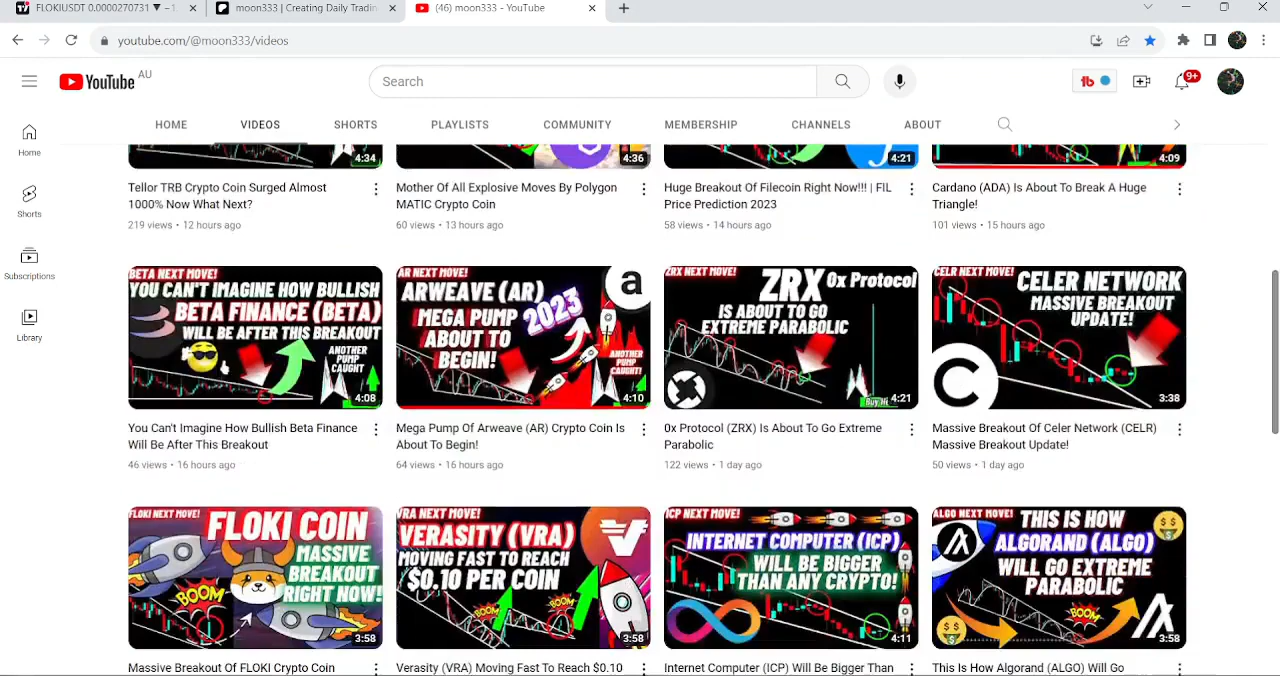 FLOKIUSDT 0.0000270731 ▼ −1.
moon333 | Creating Daily Tradin
(46) moon333 - YouTube
youtube.com/@moon333/videos
YouTube AU
Search
9+
HOME
VIDEOS
SHORTS
PLAYLISTS
COMMUNITY
MEMBERSHIP
CHANNELS
ABOUT
Home
Shorts
Subscriptions
Library
4:34
4:36
4:21
4:09
Tellor TRB Crypto Coin Surged Almost
1000% Now What Next?
219 views • 12 hours ago
Mother Of All Explosive Moves By Polygon
MATIC Crypto Coin
60 views • 13 hours ago
Huge Breakout Of Filecoin Right Now!!! | FIL
Price Prediction 2023
58 views • 14 hours ago
Cardano (ADA) Is About To Break A Huge
Triangle!
101 views • 15 hours ago
BETA NEXT MOVE!
YOU CAN'T IMAGINE HOW BULLISH
BETA FINANCE (BETA)
WILL BE AFTER THIS BREAKOUT
ANOTHER
PUMP
CAUGHT
4:08
AR NEXT MOVE!
ARWEAVE (AR)
MEGA PUMP 2023
ABOUT TO
BEGIN!
a
ANOTHER
PUMP
CAUGHT!
4:10
ZRX NEXT MOVE!
ZRX 0x Protocol
IS ABOUT TO GO
EXTREME PARABOLIC
Buy Hi
4:21
CELR NEXT MOVE!
CELER NETWORK
MASSIVE BREAKOUT
UPDATE!
3:38
You Can't Imagine How Bullish Beta Finance
Will Be After This Breakout
46 views • 16 hours ago
Mega Pump Of Arweave (AR) Crypto Coin Is
About To Begin!
64 views • 16 hours ago
0x Protocol (ZRX) Is About To Go Extreme
Parabolic
122 views • 1 day ago
Massive Breakout Of Celer Network (CELR)
Massive Breakout Update!
50 views • 1 day ago
FLOKI NEXT MOVE!
FLOKI COIN
MASSIVE
BREAKOUT
RIGHT NOW!
BOOM
3:58
VRA NEXT MOVE!
VERASITY (VRA)
MOVING FAST TO REACH
$0.10 PER COIN
BOOM
BOOM
3:58
ICP NEXT MOVE!
INTERNET COMPUTER (ICP)
WILL BE BIGGER
THAN ANY CRYPTO!
4:11
ALGO NEXT MOVE!
THIS IS HOW
ALGORAND (ALGO)
WILL GO EXTREME
PARABOLIC
BOOM
3:58
Massive Breakout Of FLOKI Crypto Coin
Verasity (VRA) Moving Fast To Reach $0.10
Internet Computer (ICP) Will Be Bigger Than
This Is How Algorand (ALGO) Will Go